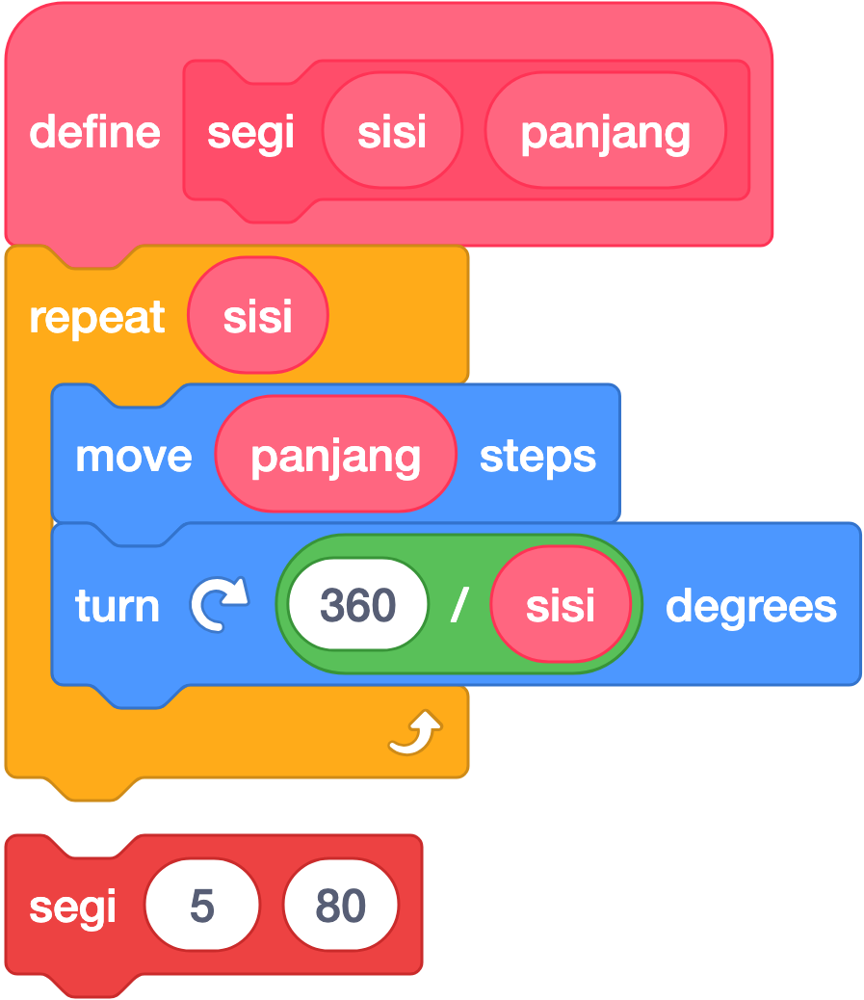 define segi sisi panjang
repeat sisi
move panjang steps
turn 360 / sisi degrees
segi 5 80